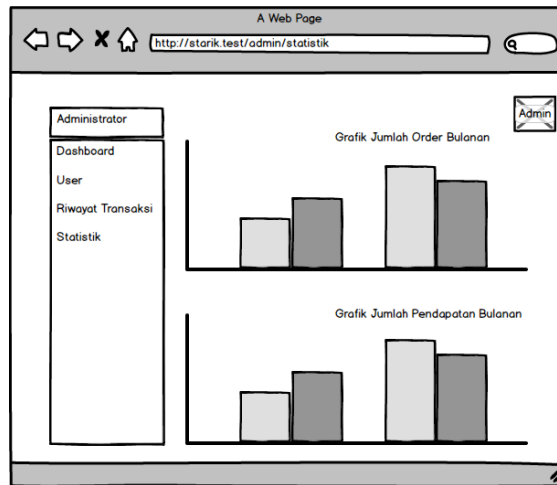 A Web Page
http://starik.test/admin/statistik
Administrator
Admin
Dashboard
User
Riwayat Transaksi
Statistik
Grafik Jumlah Order Bulanan
Grafik Jumlah Pendapatan Bulanan